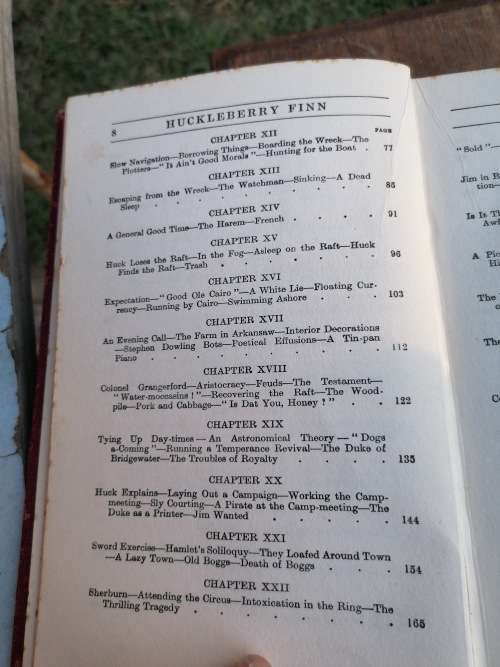 8 HUCKLEBERRY FINN
PAGE
CHAPTER XII
Slow Navigation—Borrowing Things—Boarding the Wreck—The
Plotters—“It Ain't Good Morals”—Hunting for the Boat . 77
CHAPTER XIII
Escaping from the Wreck—The Watchman—Sinking—A Dead
Sleep . . . . . . . . 85
CHAPTER XIV
A General Good Time—The Harem—French . . . . 91
CHAPTER XV
Huck Loses the Raft—In the Fog—Asleep on the Raft—Huck
Finds the Raft—Trash . . . . . . 96
CHAPTER XVI
Expectation—“Good Ole Cairo”—A White Lie—Floating Cur-
rency—Running by Cairo—Swimming Ashore . . . 103
CHAPTER XVII
An Evening Call—The Farm in Arkansaw—Interior Decorations
—Stephen Dowling Bots—Poetical Effusions—A Tin-pan
Piano . . . . . . . . 112
CHAPTER XVIII
Colonel Grangerford—Aristocracy—Feuds—The Testament—
“Water-moccasins!”—Recovering the Raft—The Wood-
pile—Pork and Cabbage—“Is Dat You, Honey?” . . 122
CHAPTER XIX
Tying Up Day-times—An Astronomical Theory—“Dogs
a-Coming”—Running a Temperance Revival—The Duke of
Bridgewater—The Troubles of Royalty . . . . 135
CHAPTER XX
Huck Explains—Laying Out a Campaign—Working the Camp-
meeting—Sly Courting—A Pirate at the Camp-meeting—The
Duke as a Printer—Jim Wanted . . . . . 144
CHAPTER XXI
Sword Exercise—Hamlet's Soliloquy—They Loafed Around Town
—A Lazy Town—Old Boggs—Death of Boggs . . . 154
CHAPTER XXII
Sherburn—Attending the Circus—Intoxication in the Ring—The
Thrilling Tragedy . . . . . . . 165
“Sold”—
Jim in
tion—
Is It
A
The
of
The